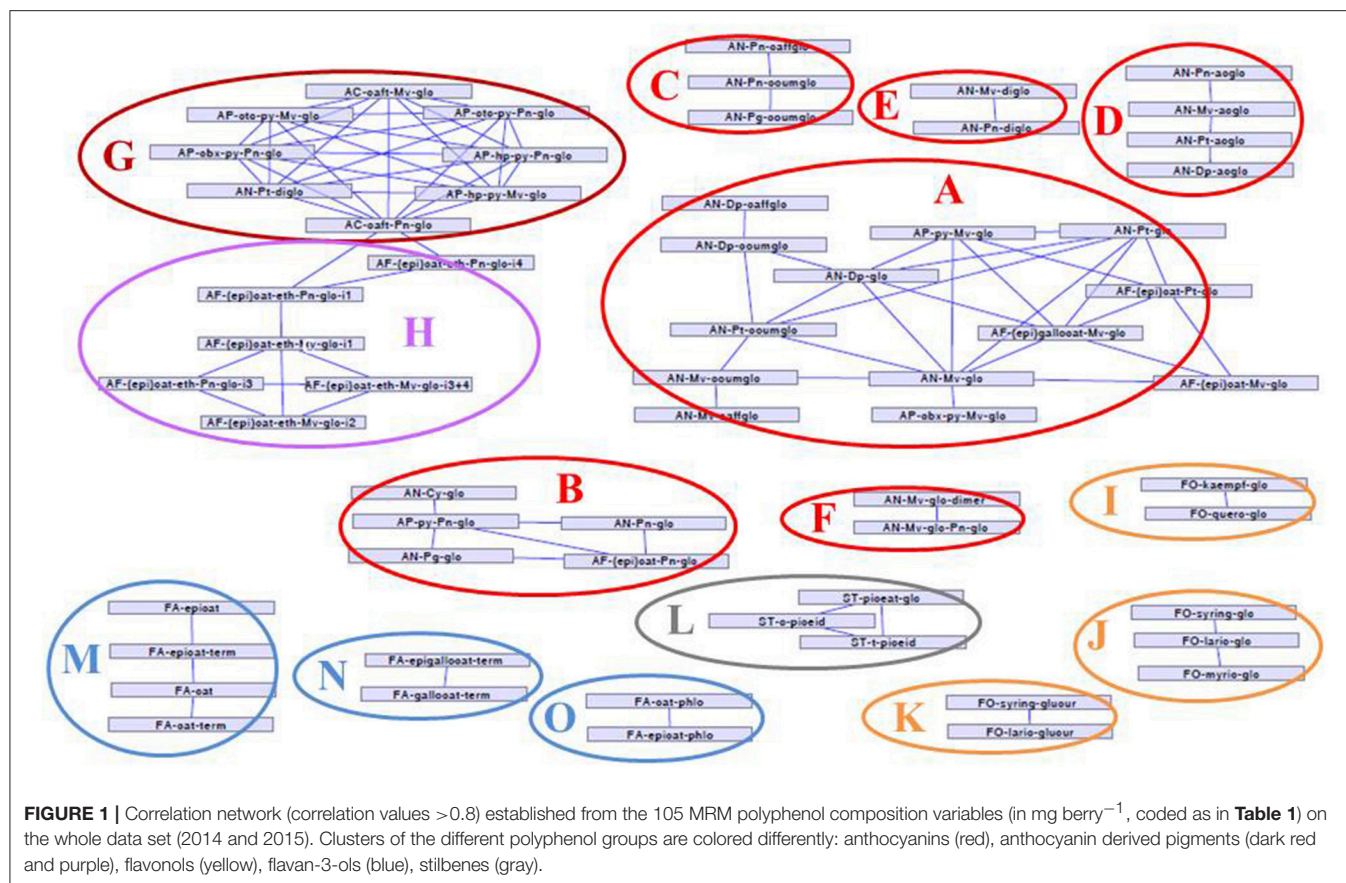 C
AN-Pn-oaffglo
AN-Pn-ooumglo
AN-Pg-ooumglo
E
AN-Mv-diglo
AN-Pn-diglo
D
AN-Pn-aoglo
AN-Mv-aoglo
AN-Pt-aoglo
AN-Dp-aoglo
G
AC-oaft-Mv-glo
AP-oto-py-Mv-glo
AP-oto-py-Pn-glo
AP-obx-py-Pn-glo
AP-hp-py-Pn-glo
AN-Pt-diglo
AP-hp-py-Mv-glo
AC-oaft-Pn-glo
A
AN-Dp-oaffglo
AN-Dp-ooumglo
AP-py-Mv-glo
AN-Pt-glo
AN-Dp-glo
AF-(epi)oat-Pt-glo
AN-Pt-ooumglo
AF-(epi)gallooat-Mv-glo
AN-Mv-ooumglo
AN-Mv-glo
AF-(epi)oat-Mv-glo
AN-Mv-oaffglo
AP-obx-py-Mv-glo
H
AF-(epi)oat-eth-Pn-glo-i4
AF-(epi)oat-eth-Pn-glo-i1
AF-(epi)oat-eth-Mv-glo-i1
AF-(epi)oat-eth-Pn-glo-i3
AF-(epi)oat-eth-Mv-glo-i3+4
AF-(epi)oat-eth-Mv-glo-i2
B
AN-Cy-glo
AP-py-Pn-glo
AN-Pn-glo
AN-Pg-glo
AF-(epi)oat-Pn-glo
F
AN-Mv-glo-dimer
AN-Mv-glo-Pn-glo
I
FO-kaempf-glo
FO-quero-glo
M
FA-epioat
FA-epioat-term
FA-oat
FA-oat-term
N
FA-epigallooat-term
FA-gallooat-term
O
FA-oat-phlo
FA-epioat-phlo
L
ST-pioeat-glo
ST-o-pioeid
ST-t-pioeid
J
FO-syring-glo
FO-lario-glo
FO-myrio-glo
K
FO-syring-gluour
FO-lario-gluour
FIGURE 1 | Correlation network (correlation values >0.8) established from the 105 MRM polyphenol composition variables (in mg berry⁻¹, coded as in Table 1) on
the whole data set (2014 and 2015). Clusters of the different polyphenol groups are colored differently: anthocyanins (red), anthocyanin derived pigments (dark red
and purple), flavonols (yellow), flavan-3-ols (blue), stilbenes (gray).